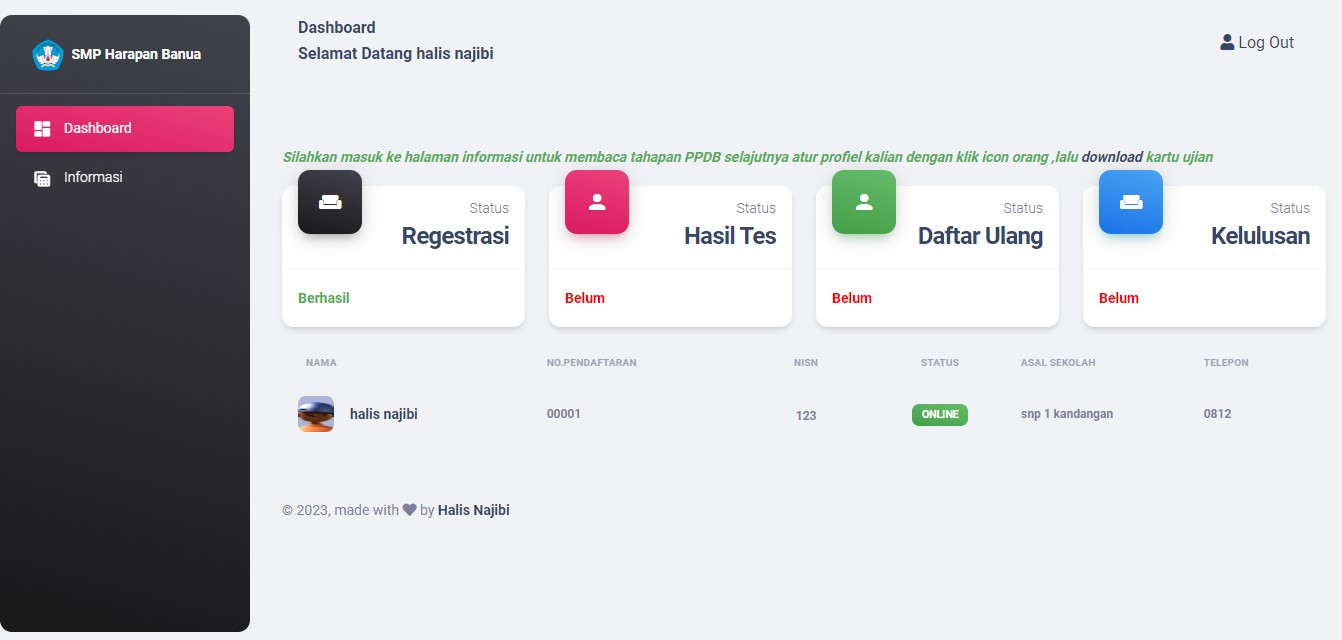 SMP Harapan Banua
Dashboard
Informasi
Dashboard
Selamat Datang halis najibi
Log Out
Silahkan masuk ke halaman informasi untuk membaca tahapan PPDB selajutnya atur profiel kalian dengan klik icon orang ,lalu download kartu ujian
Status
Regestrasi
Berhasil
Status
Hasil Tes
Belum
Status
Daftar Ulang
Belum
Status
Kelulusan
Belum
NAMA NO.PENDAFTARAN NISN STATUS ASAL SEKOLAH TELEPON
halis najibi 00001 123 ONLINE snp 1 kandangan 0812
© 2023, made with by Halis Najibi